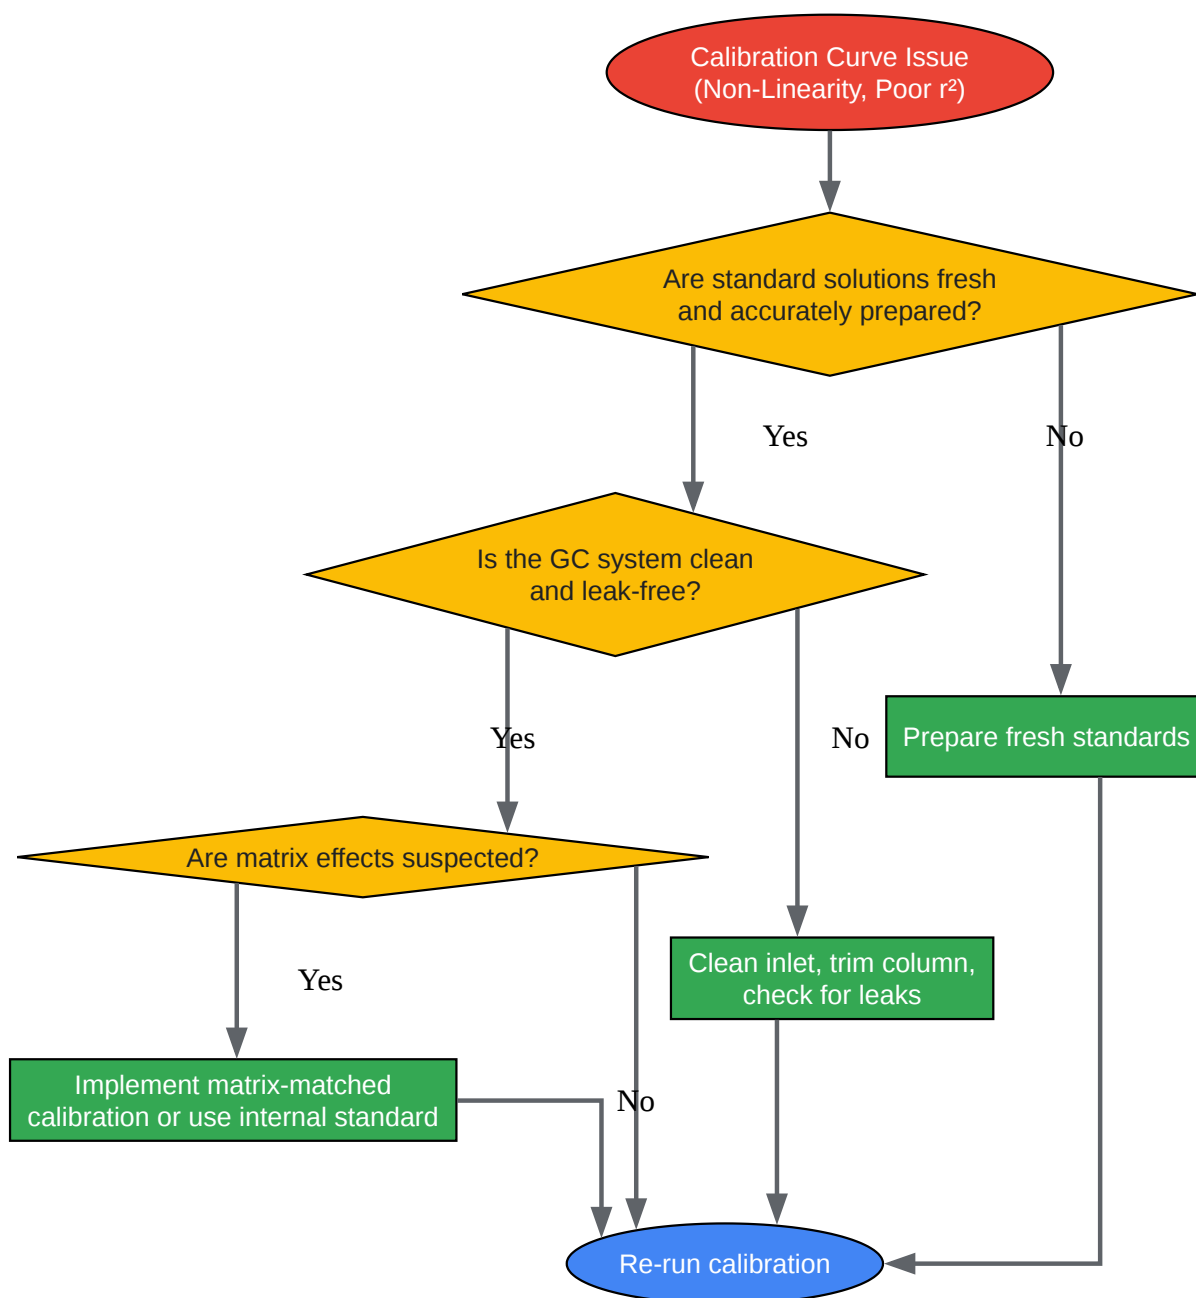 Calibration Curve Issue
(Non-Linearity, Poor r²)
Are standard solutions fresh
and accurately prepared?
Yes
No
Is the GC system clean
and leak-free?
Yes
No
Prepare fresh standards
Are matrix effects suspected?
Clean inlet, trim column,
check for leaks
Yes
Implement matrix-matched
calibration or use internal standard
No
Re-run calibration